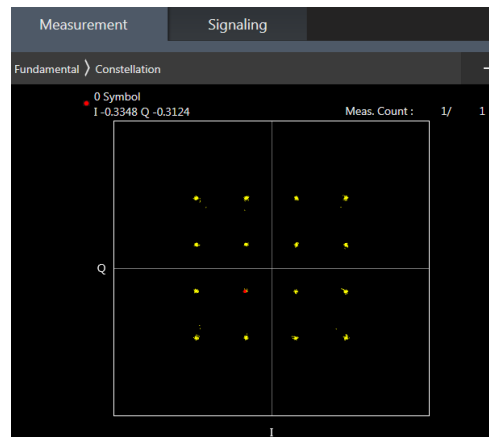 Measurement Signaling
Fundamental 〉 Constellation
0 Symbol
I -0.3348 Q -0.3124 Meas. Count : 1/ 1
Q
I